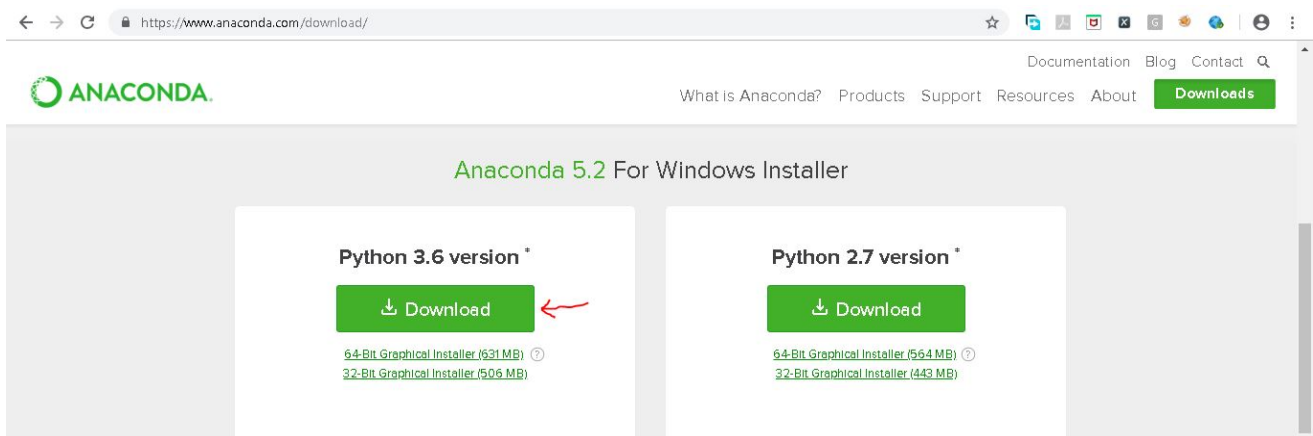 https://www.anaconda.com/download/
Documentation Blog Contact
ANACONDA.
What is Anaconda? Products Support Resources About Downloads
Anaconda 5.2 For Windows Installer
Python 3.6 version *
Download
64-Bit Graphical Installer (631 MB) ?
32-Bit Graphical Installer (506 MB)
Python 2.7 version *
Download
64-Bit Graphical Installer (564 MB) ?
32-Bit Graphical Installer (443 MB)